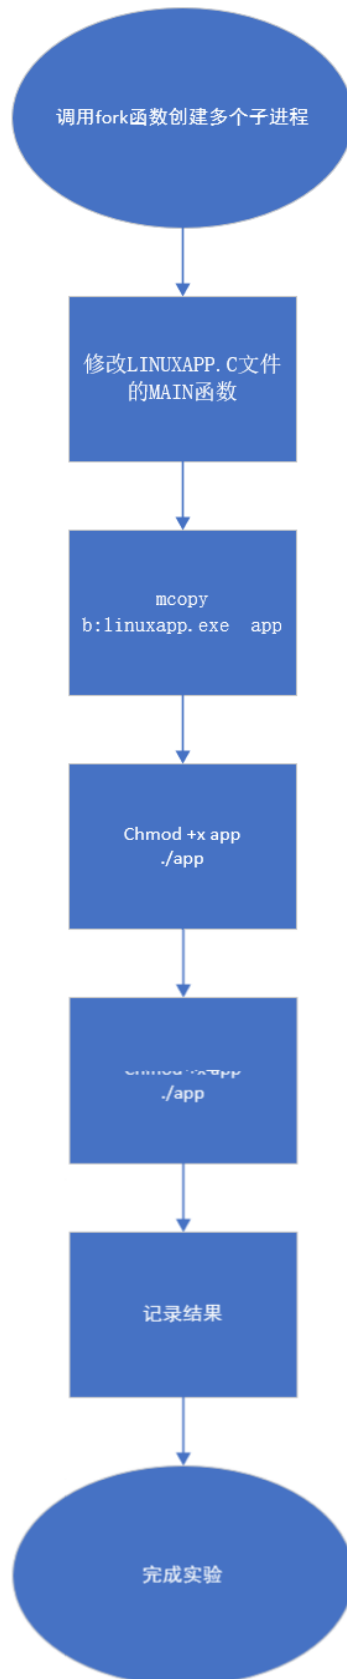 调用fork函数创建多个子进程
修改LINUXAPP.C文件
的MAIN函数
mcopy
b:linuxapp.exe app
Chmod +x app
./app
./app
记录结果
完成实验